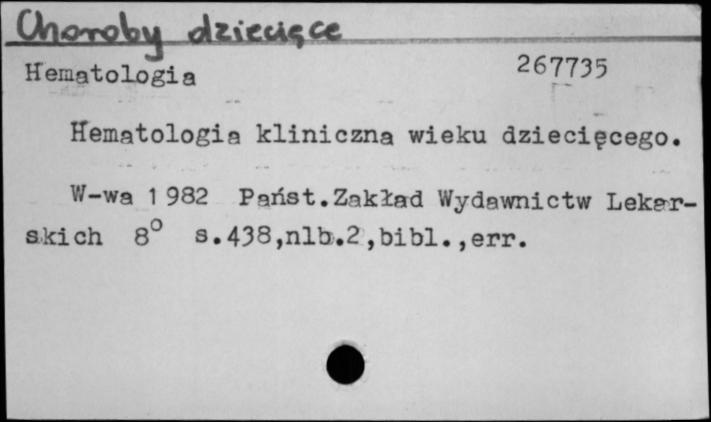 Choroby dziecięce
Hematologia 267735
Hematologia kliniczna wieku dziecięcego.
W-wa 1982 Państ.Zakład Wydawnictw Lekar-
skich 8° s.438,nlb.2,bibl.,err.